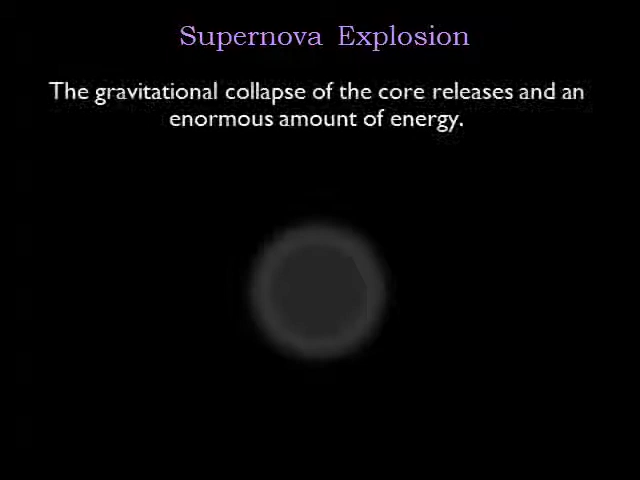 Supernova Explosion
The gravitational collapse of the core releases and an
enormous amount of energy.